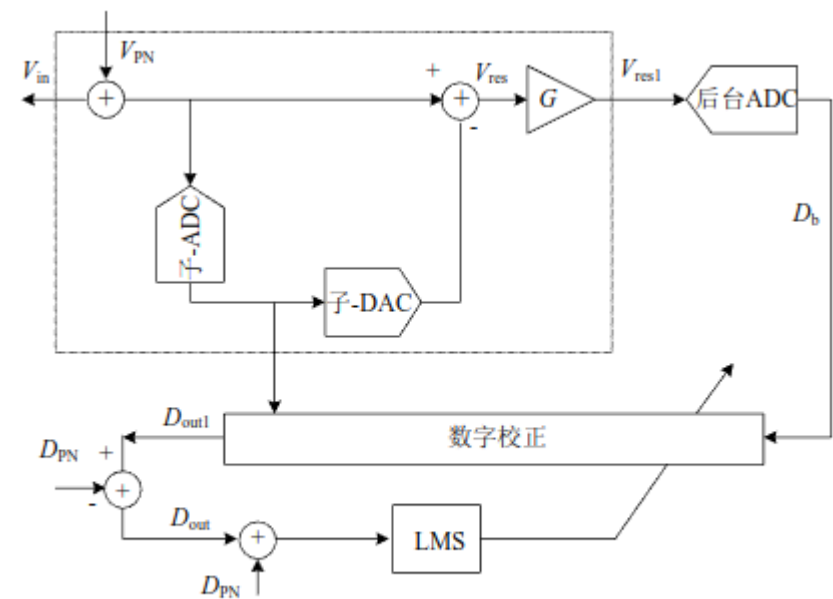 V_PN
V_in
+
+
+
V_res
G
V_res1
后台ADC
-
子-ADC
D_b
子-DAC
D_out1
数字校正
D_PN
+
+
-
D_out
+
LMS
D_PN